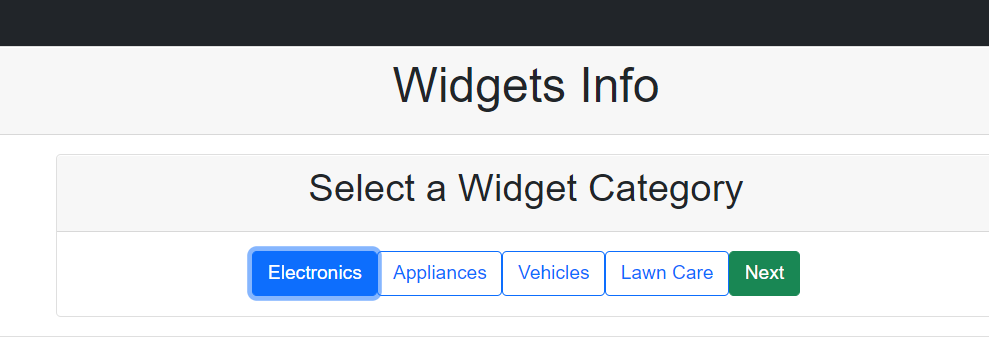 Widgets Info
Select a Widget Category
Electronics Appliances Vehicles Lawn Care Next